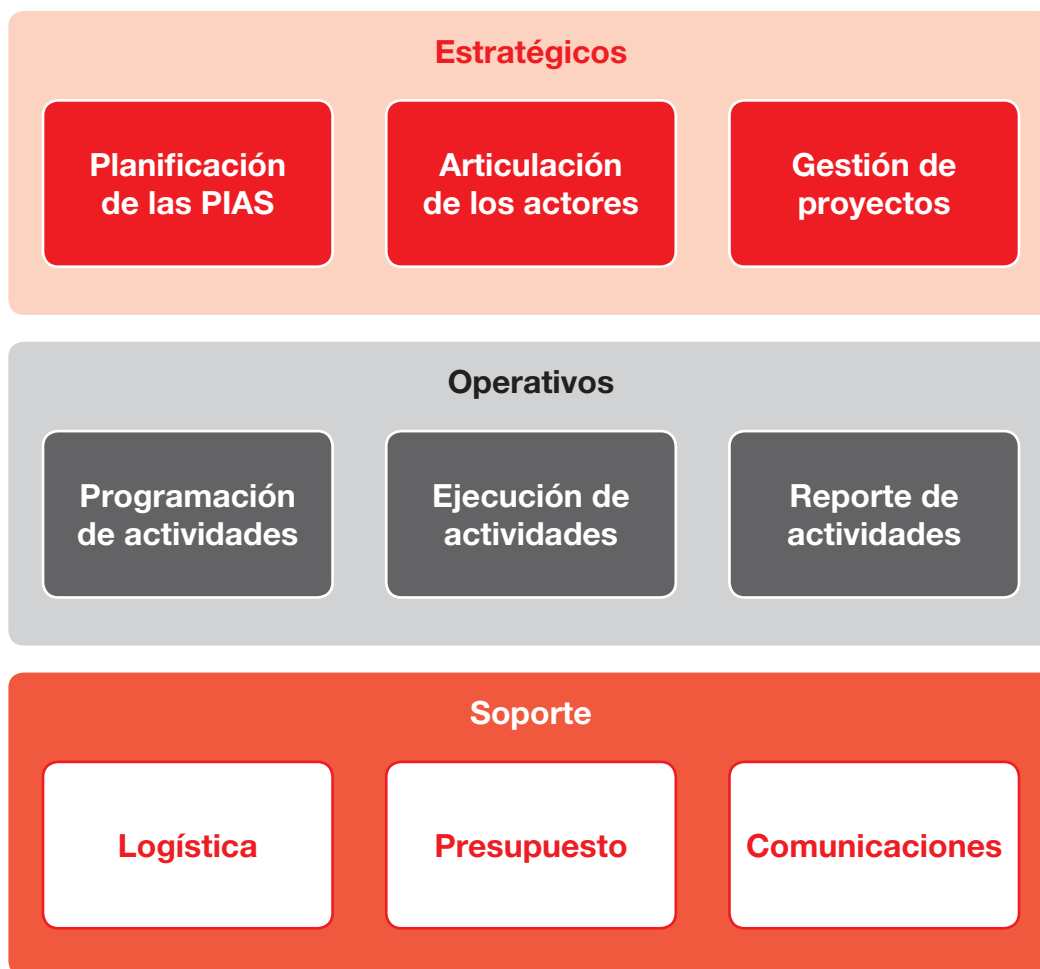 Estratégicos
Planificación
de las PIAS
Articulación
de los actores
Gestión de
proyectos
Operativos
Programación
de actividades
Ejecución de
actividades
Reporte de
actividades
Soporte
Logística
Presupuesto
Comunicaciones